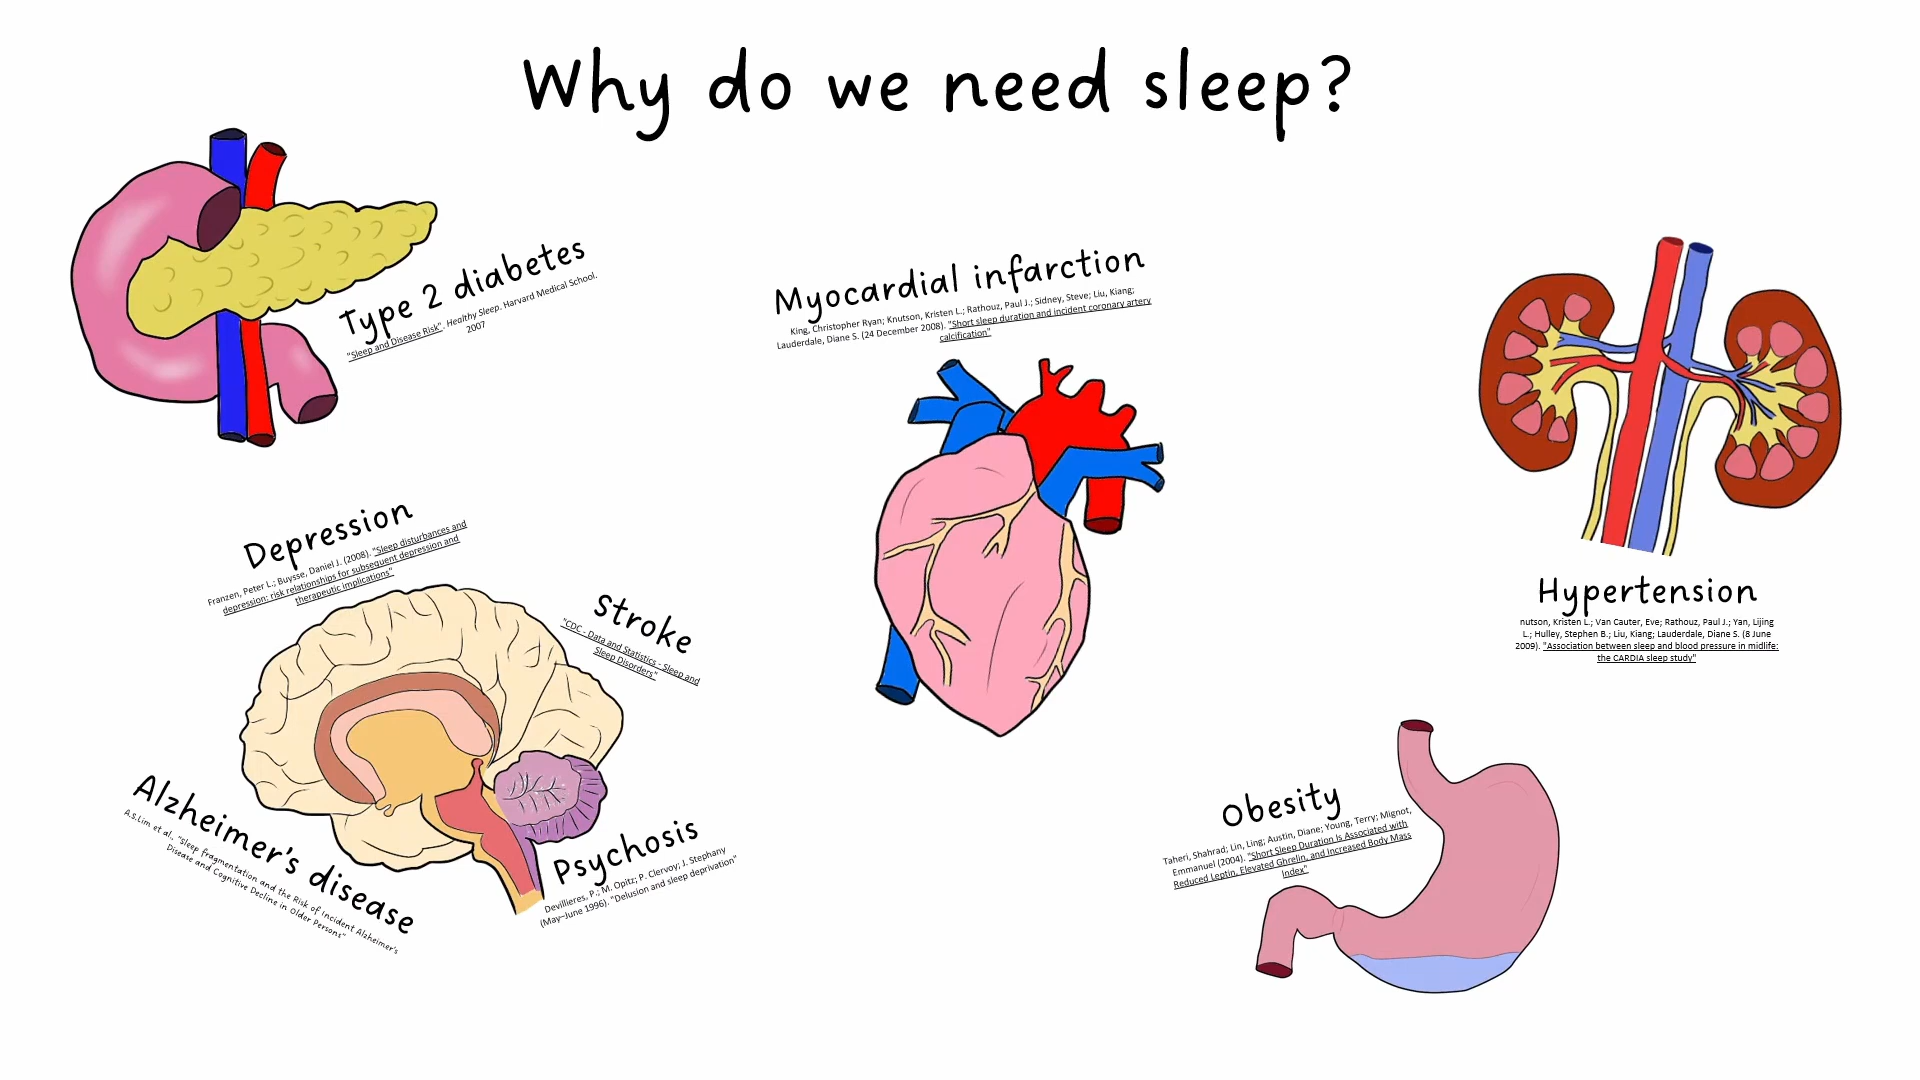 Why do we need sleep?
Type 2 diabetes
"Sleep and Disease Risk". Healthy Sleep. Harvard Medical School.
2007
Myocardial infarction
King, Christopher Ryan; Knutson, Kristen L.; Rathouz, Paul J.; Sidney, Steve; Liu, Kiang;
Lauderdale, Diane S. (24 December 2008). "Short sleep duration and incident coronary artery
calcification"
Depression
Franzen, Peter L.; Buysse, Daniel J. (2008). "Sleep disturbances and
depression: risk relationships for subsequent depression and
therapeutic implications"
Stroke
"CDC - Data and Statistics - Sleep and
Sleep Disorders"
Hypertension
nutson, Kristen L.; Van Cauter, Eve; Rathouz, Paul J.; Yan, Lijing
L.; Hulley, Stephen B.; Liu, Kiang; Lauderdale, Diane S. (8 June
2009). "Association between sleep and blood pressure in midlife:
the CARDIA sleep study"
Alzheimer's disease
A.S.Lim et al., "Sleep fragmentation and the Risk of Incident Alzheimer's
Disease and Cognitive Decline in Older Persons"
Psychosis
Devillieres, P.; M. Opitz; P. Clervoy; J. Stephany
(May–June 1996). "Delusion and sleep deprivation"
Obesity
Taheri, Shahrad; Lin, Ling; Austin, Diane; Young, Terry; Mignot,
Emmanuel (2004). "Short Sleep Duration Is Associated with
Reduced Leptin, Elevated Ghrelin, and Increased Body Mass
Index"